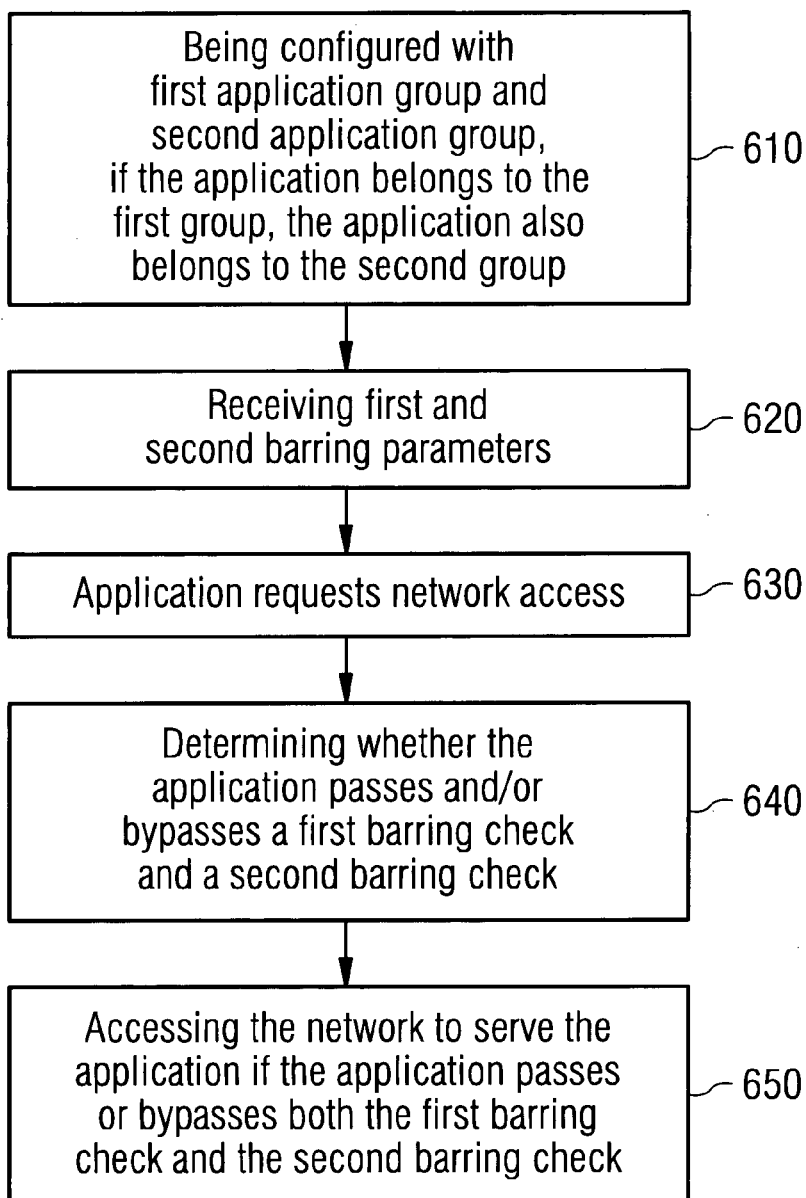 Being configured with
first application group and
second application group,
if the application belongs to the
first group, the application also
belongs to the second group
610
Receiving first and
second barring parameters
620
Application requests network access
630
Determining whether the
application passes and/or
bypasses a first barring check
and a second barring check
640
Accessing the network to serve the
application if the application passes
or bypasses both the first barring
check and the second barring check
650